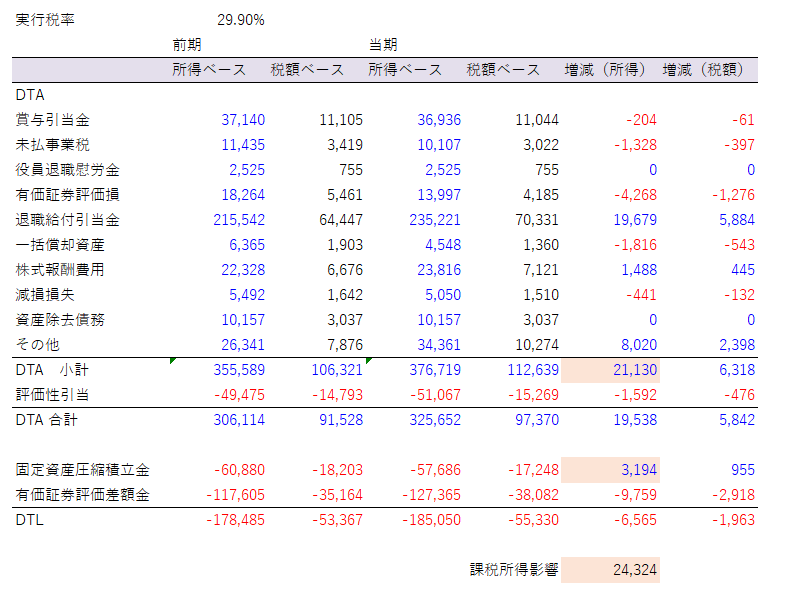 実行税率 29.90%
前期 当期
所得ベース 税額ベース 所得ベース 税額ベース 増減（所得） 増減（税額）
DTA
賞与引当金 37,140 11,105 36,936 11,044 -204 -61
未払事業税 11,435 3,419 10,107 3,022 -1,328 -397
役員退職慰労金 2,525 755 2,525 755 0 0
有価証券評価損 18,264 5,461 13,997 4,185 -4,268 -1,276
退職給付引当金 215,542 64,447 235,221 70,331 19,679 5,884
一括償却資産 6,365 1,903 4,548 1,360 -1,816 -543
株式報酬費用 22,328 6,676 23,816 7,121 1,488 445
減損損失 5,492 1,642 5,050 1,510 -441 -132
資産除去債務 10,157 3,037 10,157 3,037 0 0
その他 26,341 7,876 34,361 10,274 8,020 2,398
DTA　小計 355,589 106,321 376,719 112,639 21,130 6,318
評価性引当 -49,475 -14,793 -51,067 -15,269 -1,592 -476
DTA 合計 306,114 91,528 325,652 97,370 19,538 5,842
固定資産圧縮積立金 -60,880 -18,203 -57,686 -17,248 3,194 955
有価証券評価差額金 -117,605 -35,164 -127,365 -38,082 -9,759 -2,918
DTL -178,485 -53,367 -185,050 -55,330 -6,565 -1,963
課税所得影響 24,324